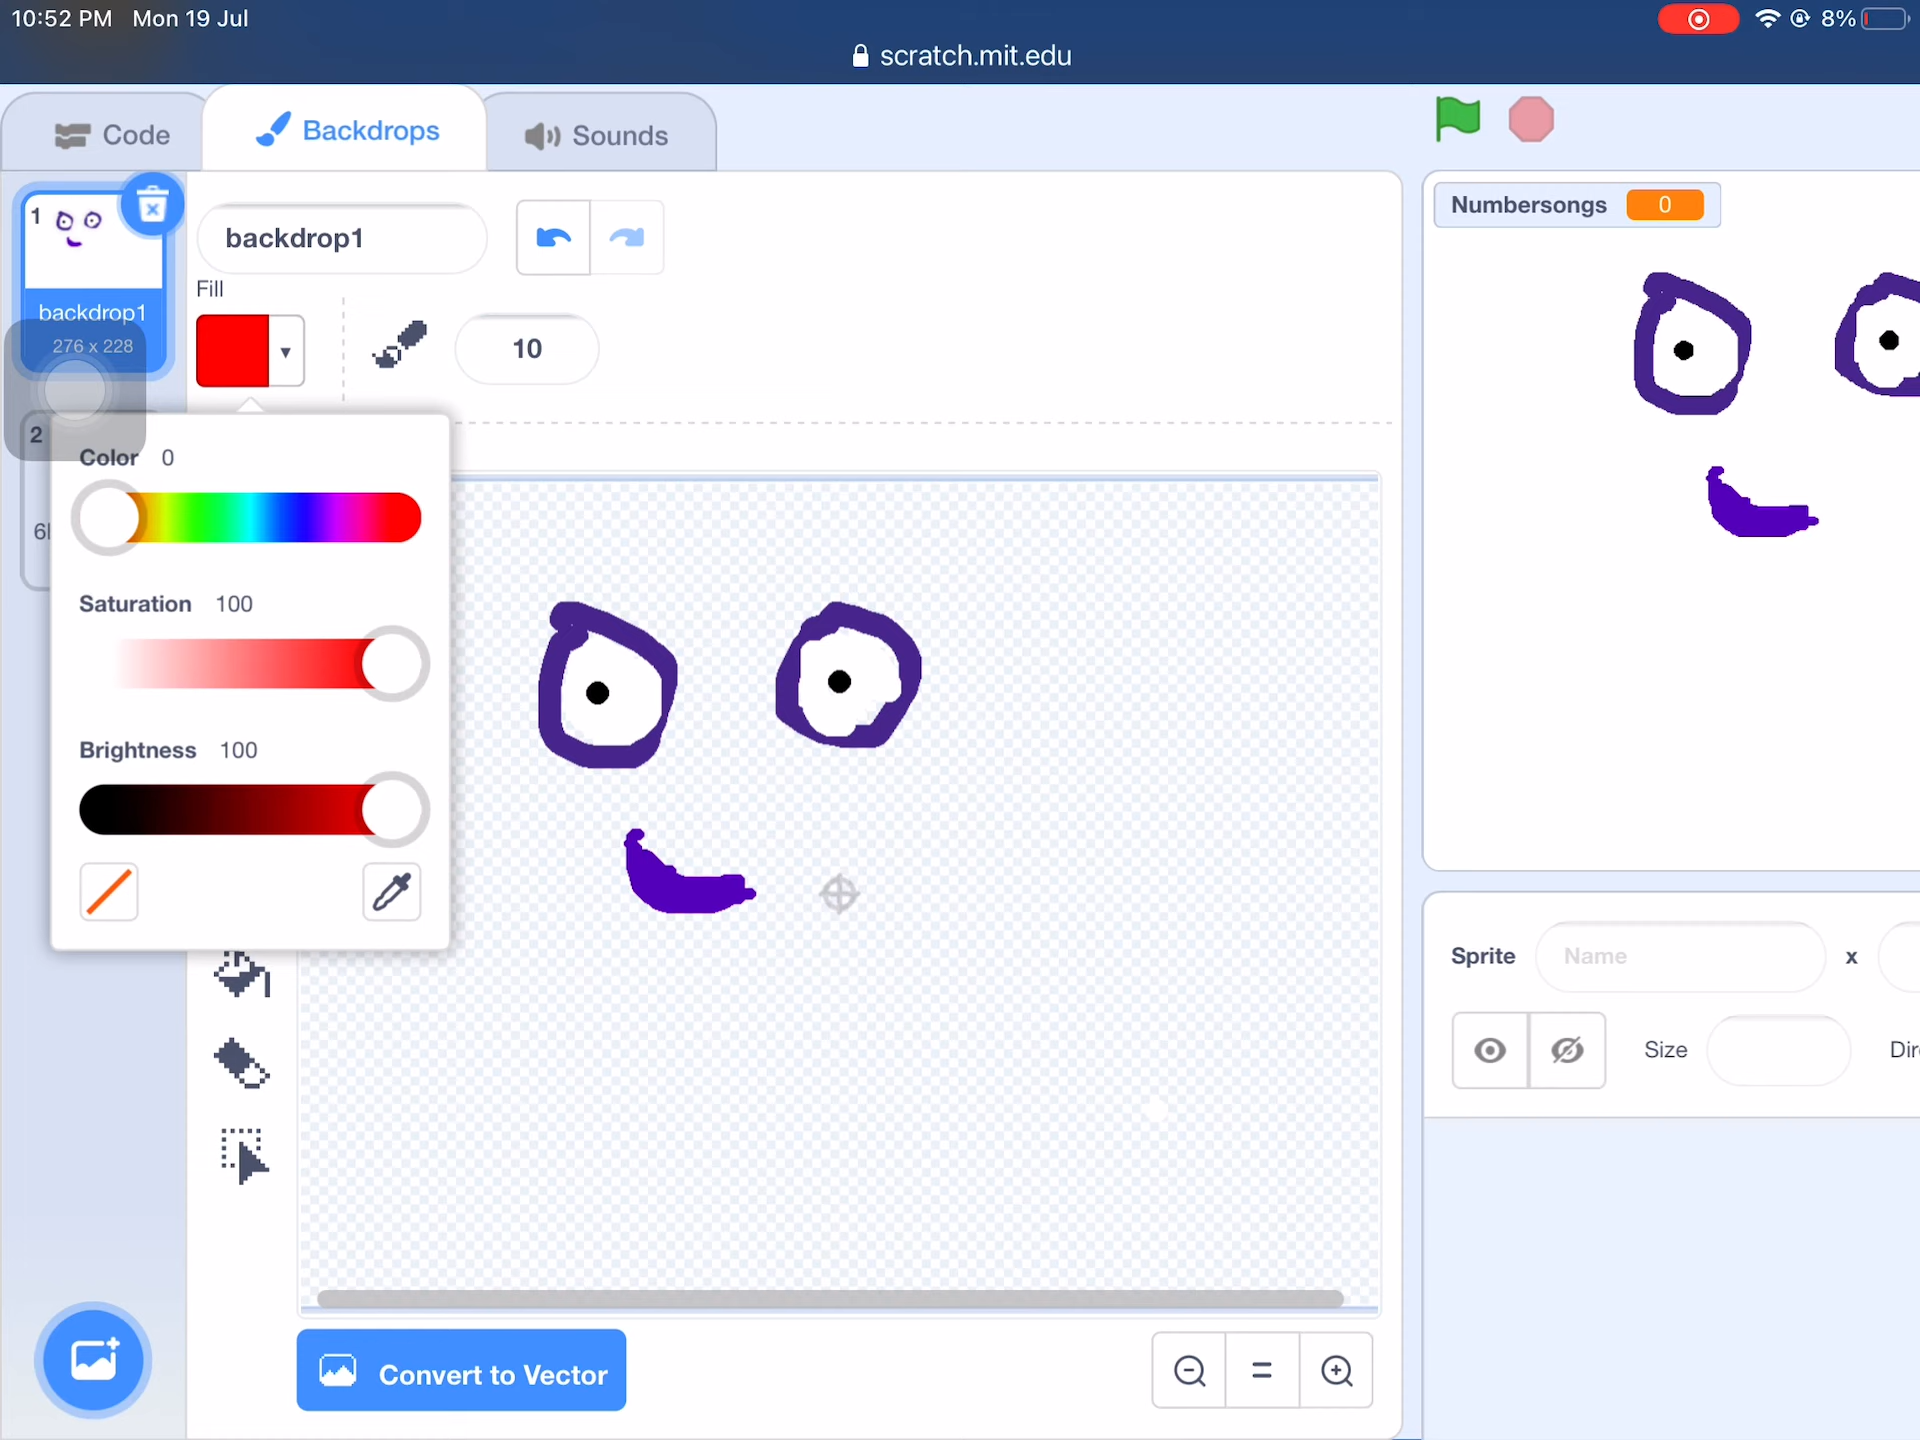 10:52 PM Mon 19 Jul
8%
scratch.mit.edu
Code
Backdrops
Sounds
1
backdrop1
276 x 228
2
backdrop1
Fill
10
Color 0
Saturation 100
Brightness 100
Convert to Vector
Numbersongs 0
Sprite
Name
x
Size